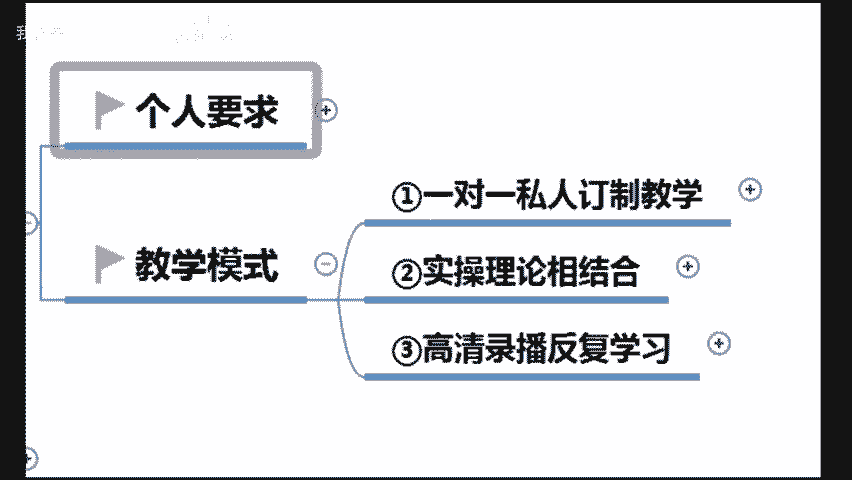 个人要求
教学模式
①一对一私人订制教学
②实操理论相结合
③高清录播反复学习